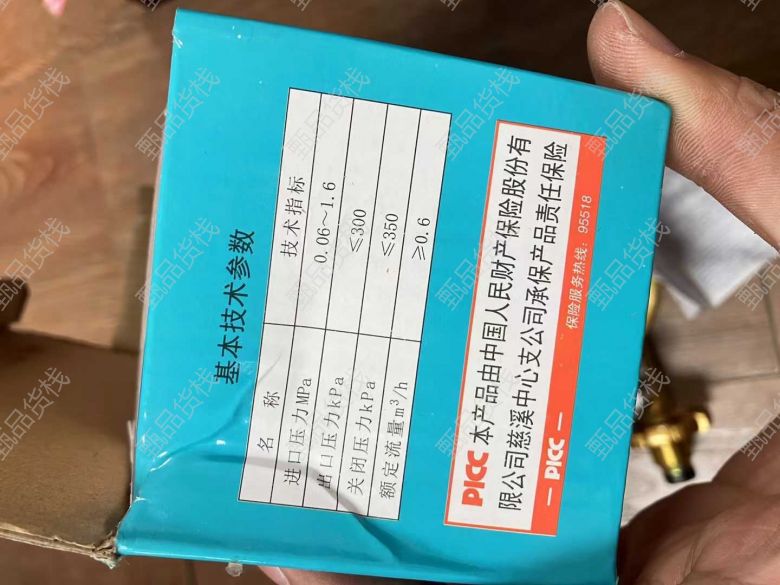 基本技术参数
名 称 技术指标
进口压力MPa 0.06~1.6
出口压力kPa ≤300
关闭压力kPa ≤350
额定流量m³/h ≥0.6
PICC 本产品由中国人民财产保险股份有
限公司慈溪中心支公司承保产品责任保险
PICC 保险服务热线：95518
甄品货栈